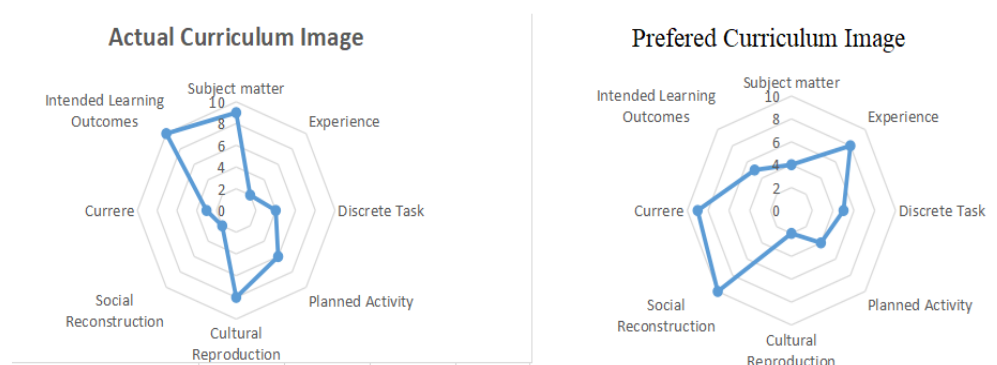 Actual Curriculum Image
Subject matter
Intended Learning
Outcomes
Experience
10
8
6
4
2
0
Currere
Discrete Task
Social
Reconstruction
Planned Activity
Cultural
Reproduction
Prefered Curriculum Image
Subject matter
Intended Learning
Outcomes
Experience
10
8
6
4
2
0
Currere
Discrete Task
Social
Reconstruction
Planned Activity
Cultural
Reproduction